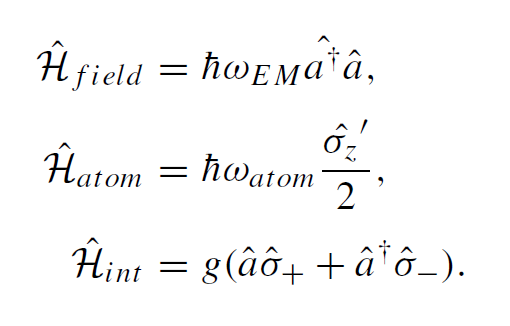 Ĥ_field = ħω_EM â†â,
Ĥ_atom = ħω_atom σ̂_z′/2,
Ĥ_int = g(âσ̂₊ + â†σ̂₋).